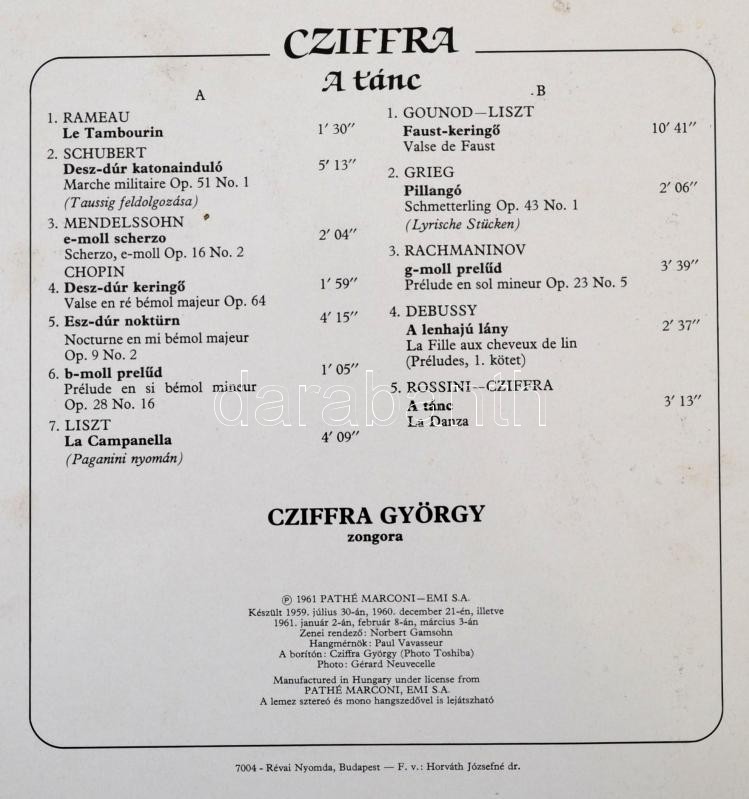 CZIFFRA
A tánc
A
1. RAMEAU
Le Tambourin 1′ 30″
2. SCHUBERT
Desz-dúr katonainduló 5′ 13″
Marche militaire Op. 51 No. 1
(Taussig feldolgozása)
3. MENDELSSOHN
e-moll scherzo 2′ 04″
Scherzo, e-moll Op. 16 No. 2
CHOPIN
4. Desz-dúr keringő 1′ 59″
Valse en ré bémol majeur Op. 64
5. Esz-dúr noktürn 4′ 15″
Nocturne en mi bémol majeur
Op. 9 No. 2
6. b-moll prelűd 1′ 05″
Prélude en si bémol mineur
Op. 28 No. 16
7. LISZT
La Campanella 4′ 09″
(Paganini nyomán)
B
1. GOUNOD—LISZT
Faust-keringő 10′ 41″
Valse de Faust
2. GRIEG
Pillangó 2′ 06″
Schmetterling Op. 43 No. 1
(Lyrische Stücken)
3. RACHMANINOV
g-moll prelűd 3′ 39″
Prélude en sol mineur Op. 23 No. 5
4. DEBUSSY
A lenhajú lány 2′ 37″
La Fille aux cheveux de lin
(Préludes, 1. kötet)
5. ROSSINI—CZIFFRA
A tánc 3′ 13″
La Danza
darabanth
CZIFFRA GYÖRGY
zongora
℗ 1961 PATHÉ MARCONI—EMI S.A.
Készült 1959. július 30-án, 1960. december 21-én, illetve
1961. január 2-án, február 8-án, március 3-án
Zenei rendező: Norbert Gamsohn
Hangmérnök: Paul Vavasseur
A borítón: Cziffra György (Photo Toshiba)
Photo: Gérard Neuvecelle
Manufactured in Hungary under license from
PATHÉ MARCONI, EMI S.A.
A lemez sztereó és mono hangszedővel is lejátszható
7004 - Révai Nyomda, Budapest — F. v.: Horváth Józsefné dr.